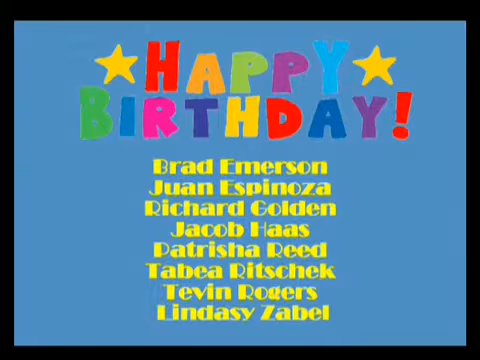 HAPPY
BIRTHDAY!
Brad Emerson
Juan Espinoza
Richard Golden
Jacob Haas
Patrisha Reed
Tabea Ritschek
Tevin Rogers
Lindasy Zabel